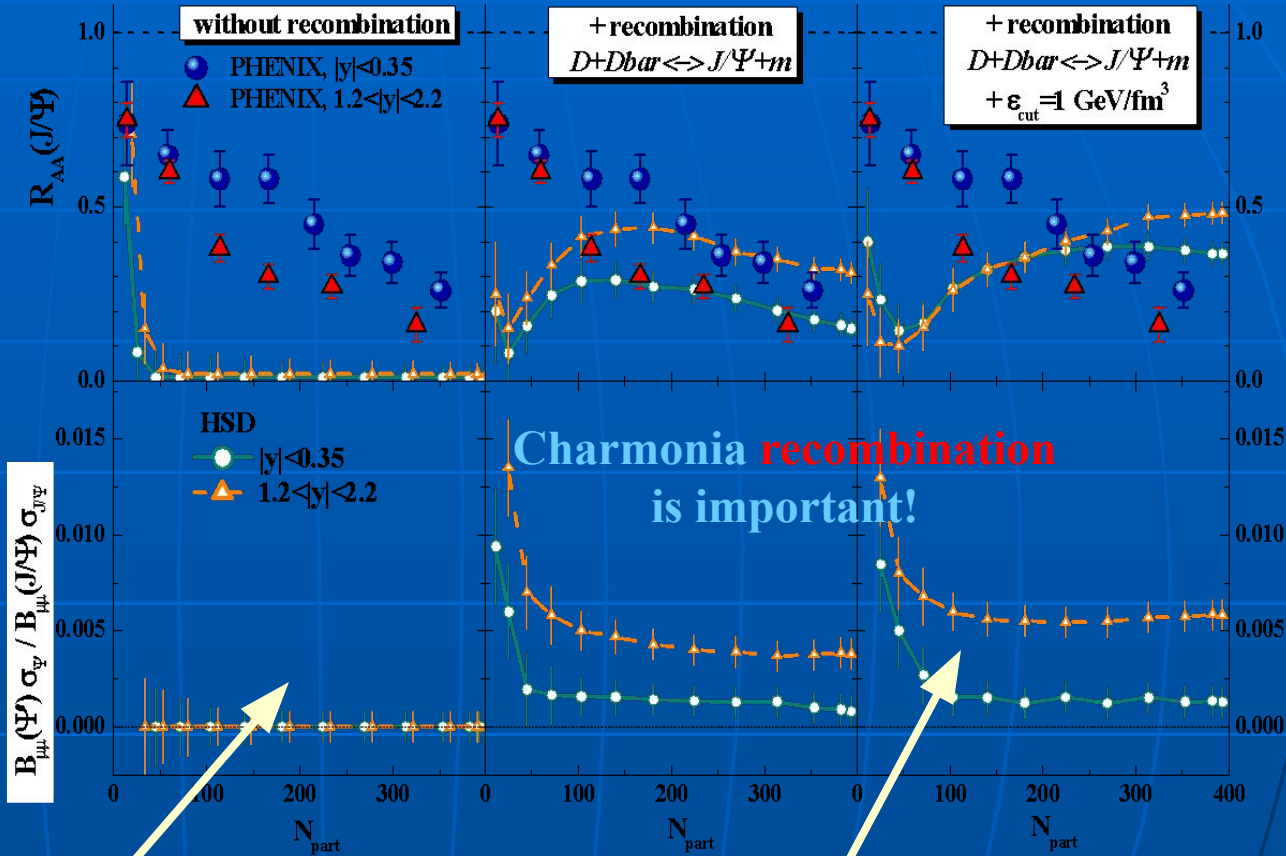 without recombination
PHENIX, |y|<0.35
PHENIX, 1.2<|y|<2.2
+ recombination
D+Dbar<->J/Ψ+m
+ recombination
D+Dbar<->J/Ψ+m
+ ε_cut=1 GeV/fm³
R_AA(J/Ψ)
1.0
0.5
0.0
1.0
0.5
0.0
HSD
|y|<0.35
1.2<|y|<2.2
Charmonia recombination
is important!
B_μμ(Ψ') σ_Ψ' / B_μμ(J/Ψ) σ_J/Ψ
0.015
0.010
0.005
0.000
0.015
0.010
0.005
0.000
0 100 200 300 0 100 200 300 0 100 200 300 400
N_part N_part N_part